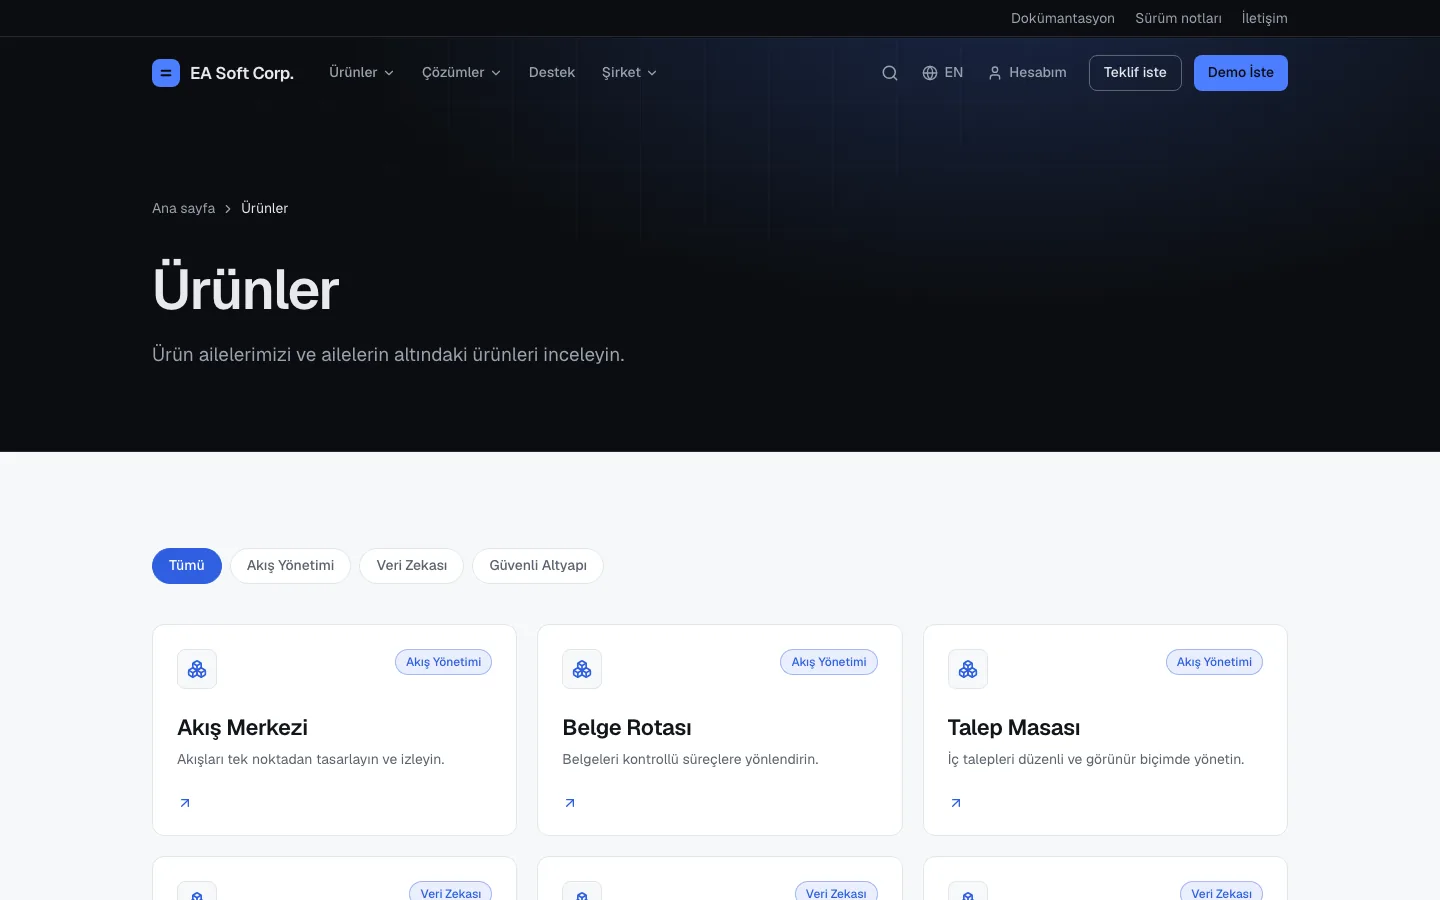 Dokümantasyon Sürüm notları İletişim
EA Soft Corp. Ürünler Çözümler Destek Şirket EN Hesabım Teklif iste Demo İste
Ana sayfa Ürünler
Ürünler
Ürün ailelerimizi ve ailelerin altındaki ürünleri inceleyin.
Tümü Akış Yönetimi Veri Zekası Güvenli Altyapı
Akış Yönetimi
Akış Merkezi
Akışları tek noktadan tasarlayın ve izleyin.
Akış Yönetimi
Belge Rotası
Belgeleri kontrollü süreçlere yönlendirin.
Akış Yönetimi
Talep Masası
İç talepleri düzenli ve görünür biçimde yönetin.
Veri Zekası
Veri Zekası
Veri Zekası